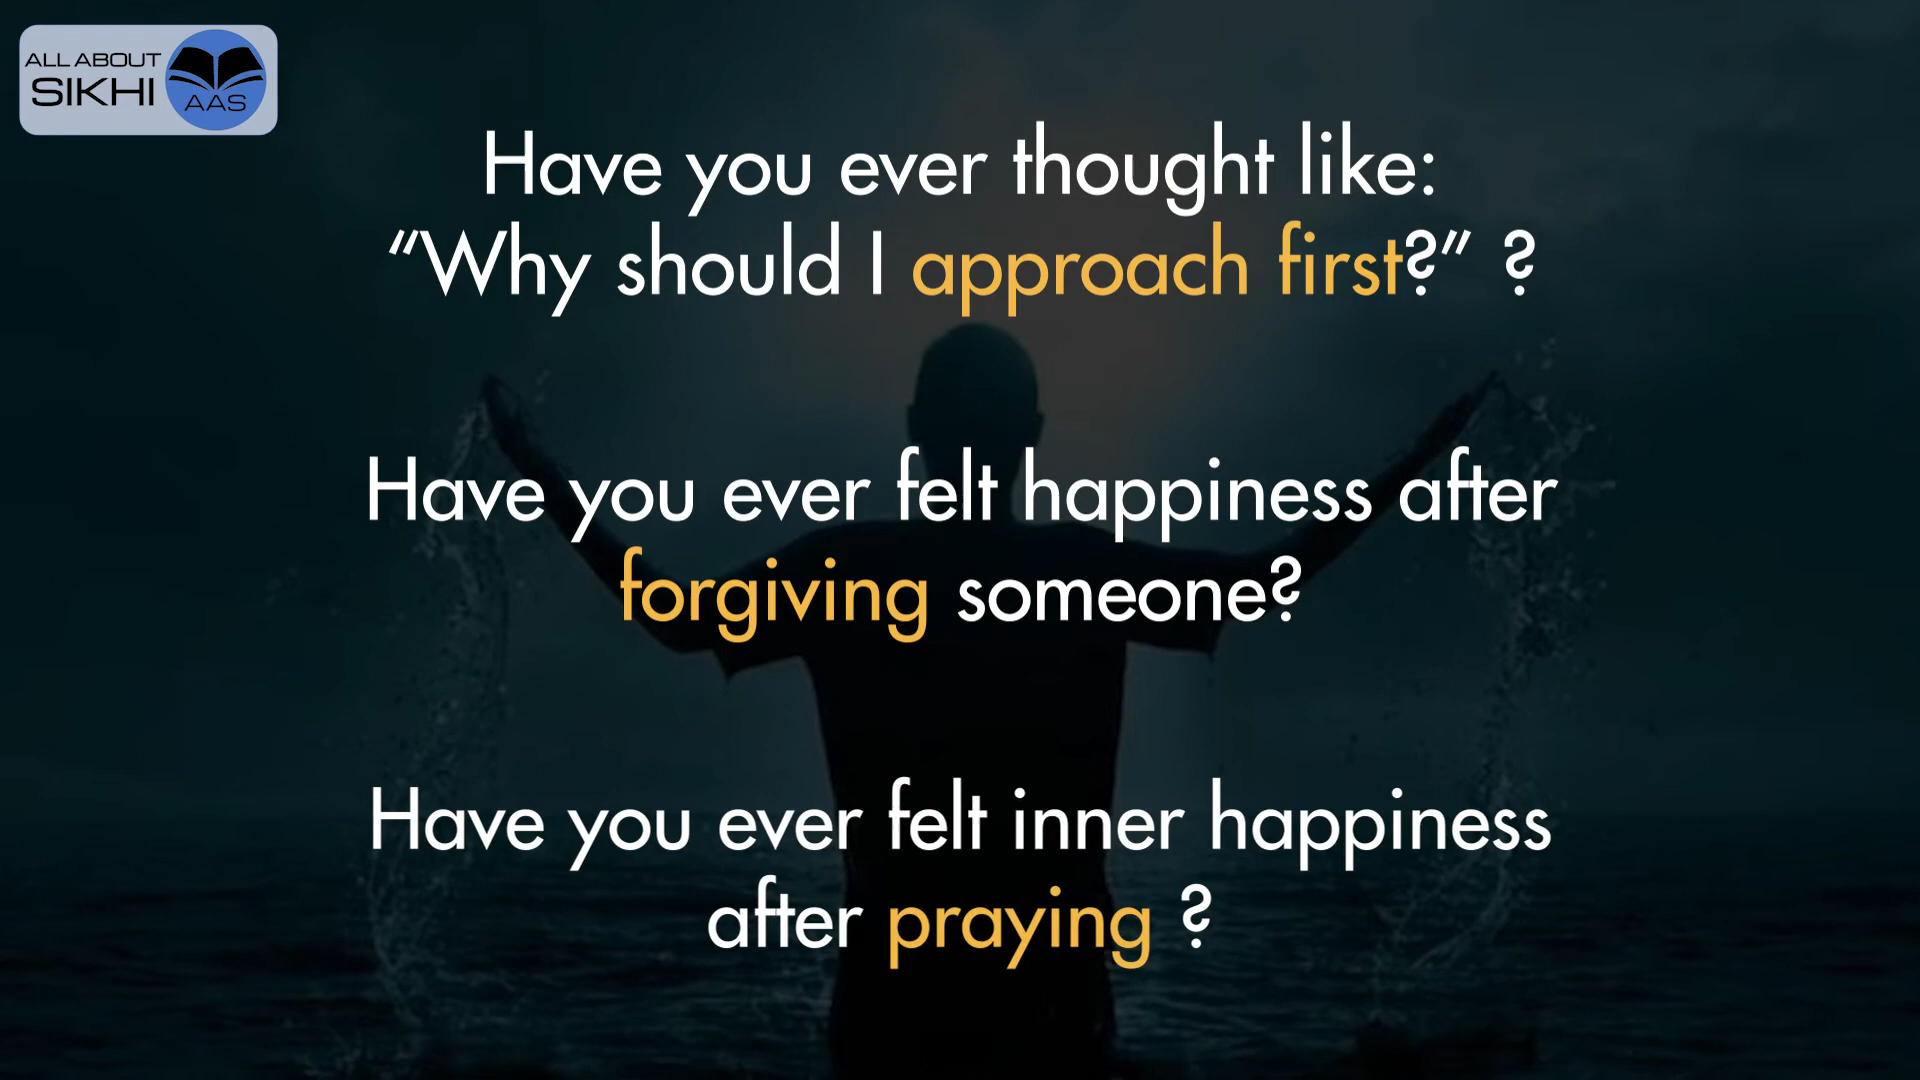 ALL ABOUT
SIKHI
AAS
Have you ever thought like:
“Why should I approach first?” ?
Have you ever felt happiness after
forgiving someone?
Have you ever felt inner happiness
after praying ?